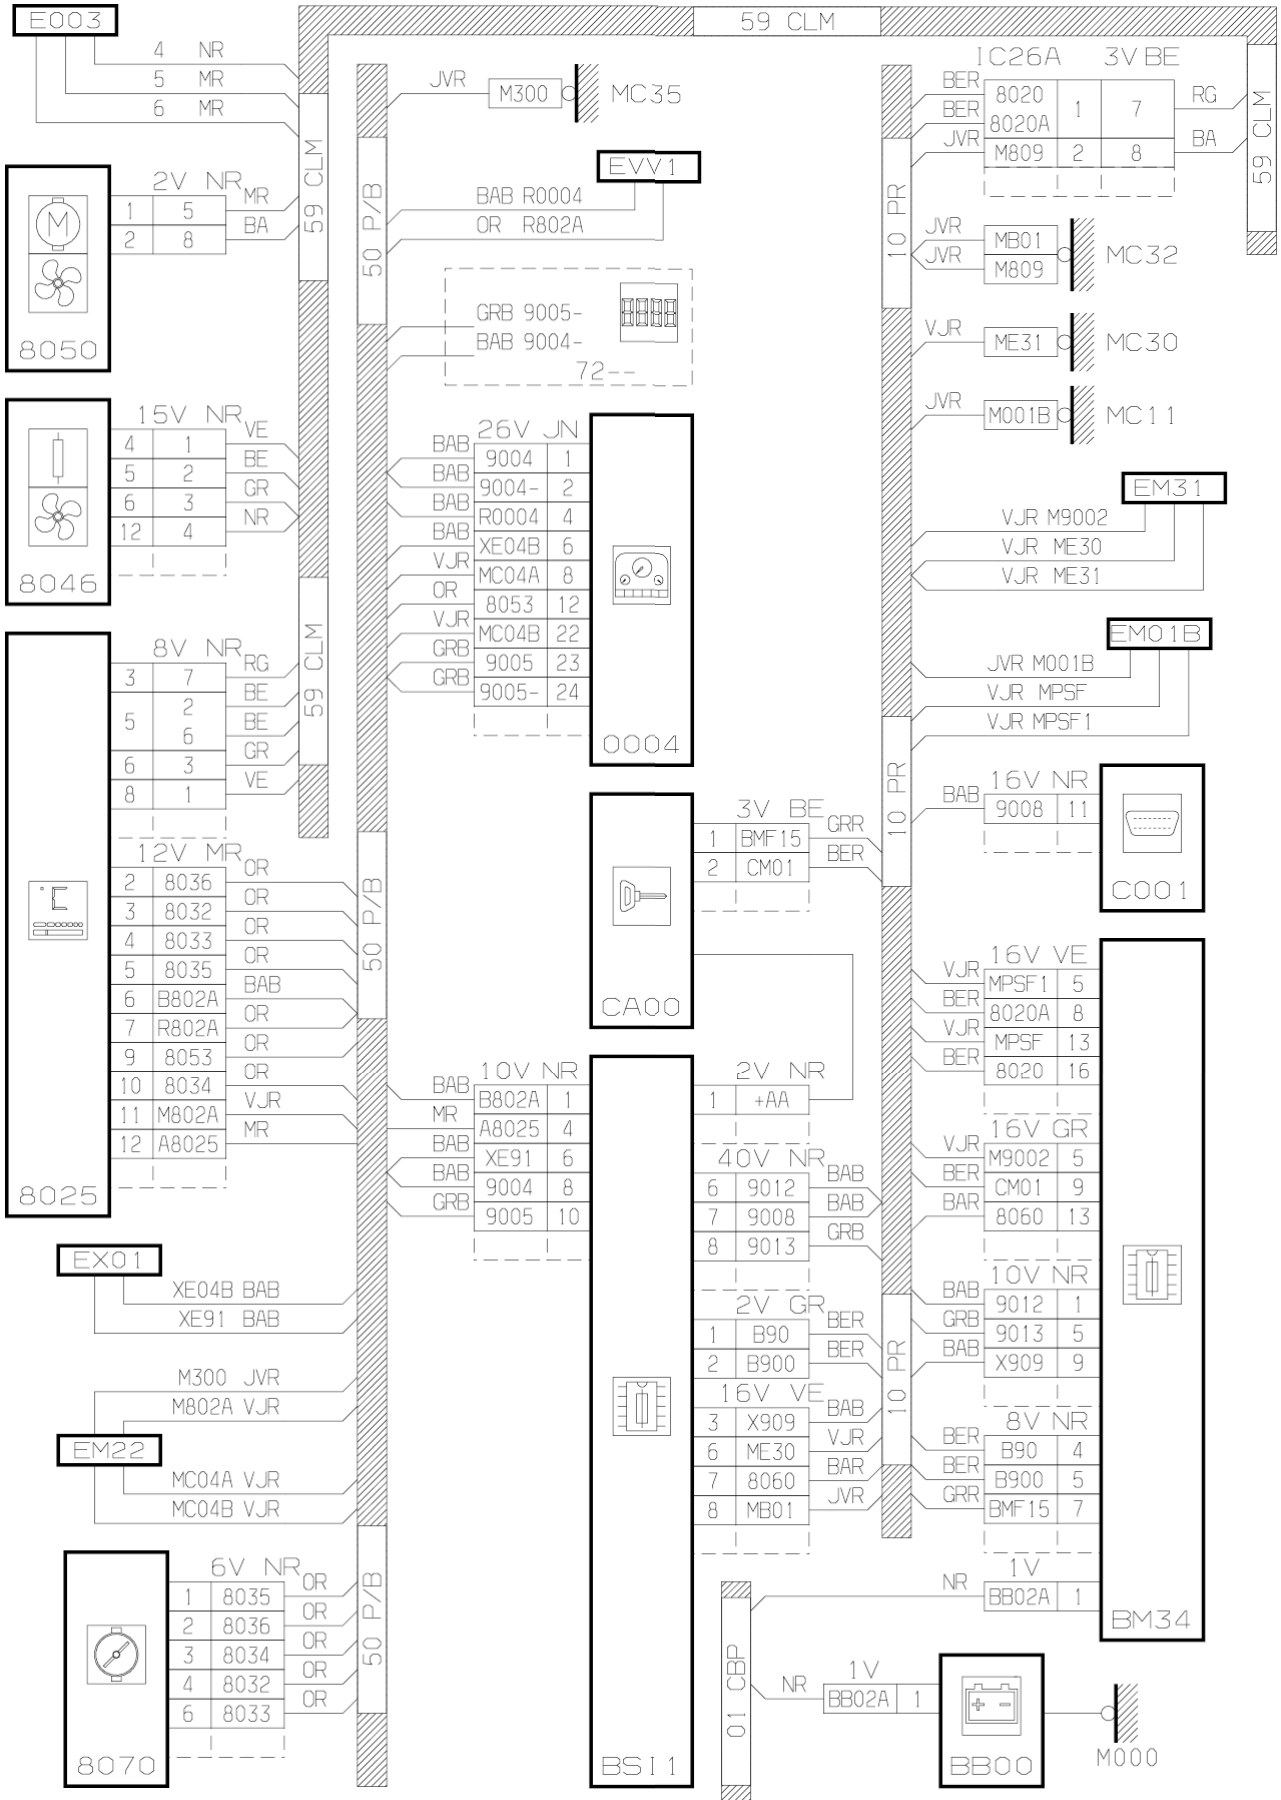 59 CLM
E003
4 NR
5 MR
6 MR
59 CLM
2V NR
1 5 MR
2 8 BA
8050
15V NR
4 1 VE
5 2 BE
6 3 GR
12 4 NR
8046
59 CLM
8V NR
3 7 RG
5 2 BE
6 BE
6 3 GR
8 1 VE
12V MR
2 8036 OR
3 8032 OR
4 8033 OR
5 8035 OR
6 B802A BAB
7 R802A OR
9 8053 OR
10 8034 OR
11 M802A VJR
12 A8025 MR
°C
8025
EX01
XE04B BAB
XE91 BAB
M300 JVR
M802A VJR
EM22
MC04A VJR
MC04B VJR
6V NR
1 8035 OR
2 8036 OR
3 8034 OR
4 8032 OR
6 8033 OR
8070
50 P/B
50 P/B
50 P/B
JVR M300 MC35
EVV1
BAB R0004
OR R802A
GRB 9005-
BAB 9004-
72--
26V JN
BAB 9004 1
BAB 9004- 2
BAB R0004 4
BAB XE04B 6
VJR MC04A 8
OR 8053 12
VJR MC04B 22
GRB 9005 23
GRB 9005- 24
0004
3V BE
1 BMF15 GRR
2 CM01 BER
CA00
10V NR
BAB B802A 1
MR A8025 4
BAB XE91 6
BAB 9004 8
GRB 9005 10
2V NR
1 +AA
40V NR
6 9012 BAB
7 9008 BAB
8 9013 GRB
2V GR
1 B90 BER
2 B900 BER
16V VE
3 X909 BAB
6 ME30 VJR
7 8060 BAR
8 MB01 JVR
BSI1
10 PR
10 PR
10 PR
IC26A 3V BE
BER 8020 1 7 RG
BER 8020A
JVR M809 2 8 BA
59 CLM
JVR MB01
JVR M809
MC32
VJR ME31 MC30
JVR M001B MC11
EM31
VJR M9002
VJR ME30
VJR ME31
EM01B
JVR M001B
VJR MPSF
VJR MPSF1
16V NR
BAB 9008 11
C001
16V VE
VJR MPSF1 5
BER 8020A 8
VJR MPSF 13
BER 8020 16
16V GR
VJR M9002 5
BER CM01 9
BAR 8060 13
10V NR
BAB 9012 1
GRB 9013 5
BAB X909 9
8V NR
BER B90 4
BER B900 5
GRR BMF15 7
1V
NR BB02A 1
BM34
01 CBP
1V
NR BB02A 1
+ -
BB00
M000
M